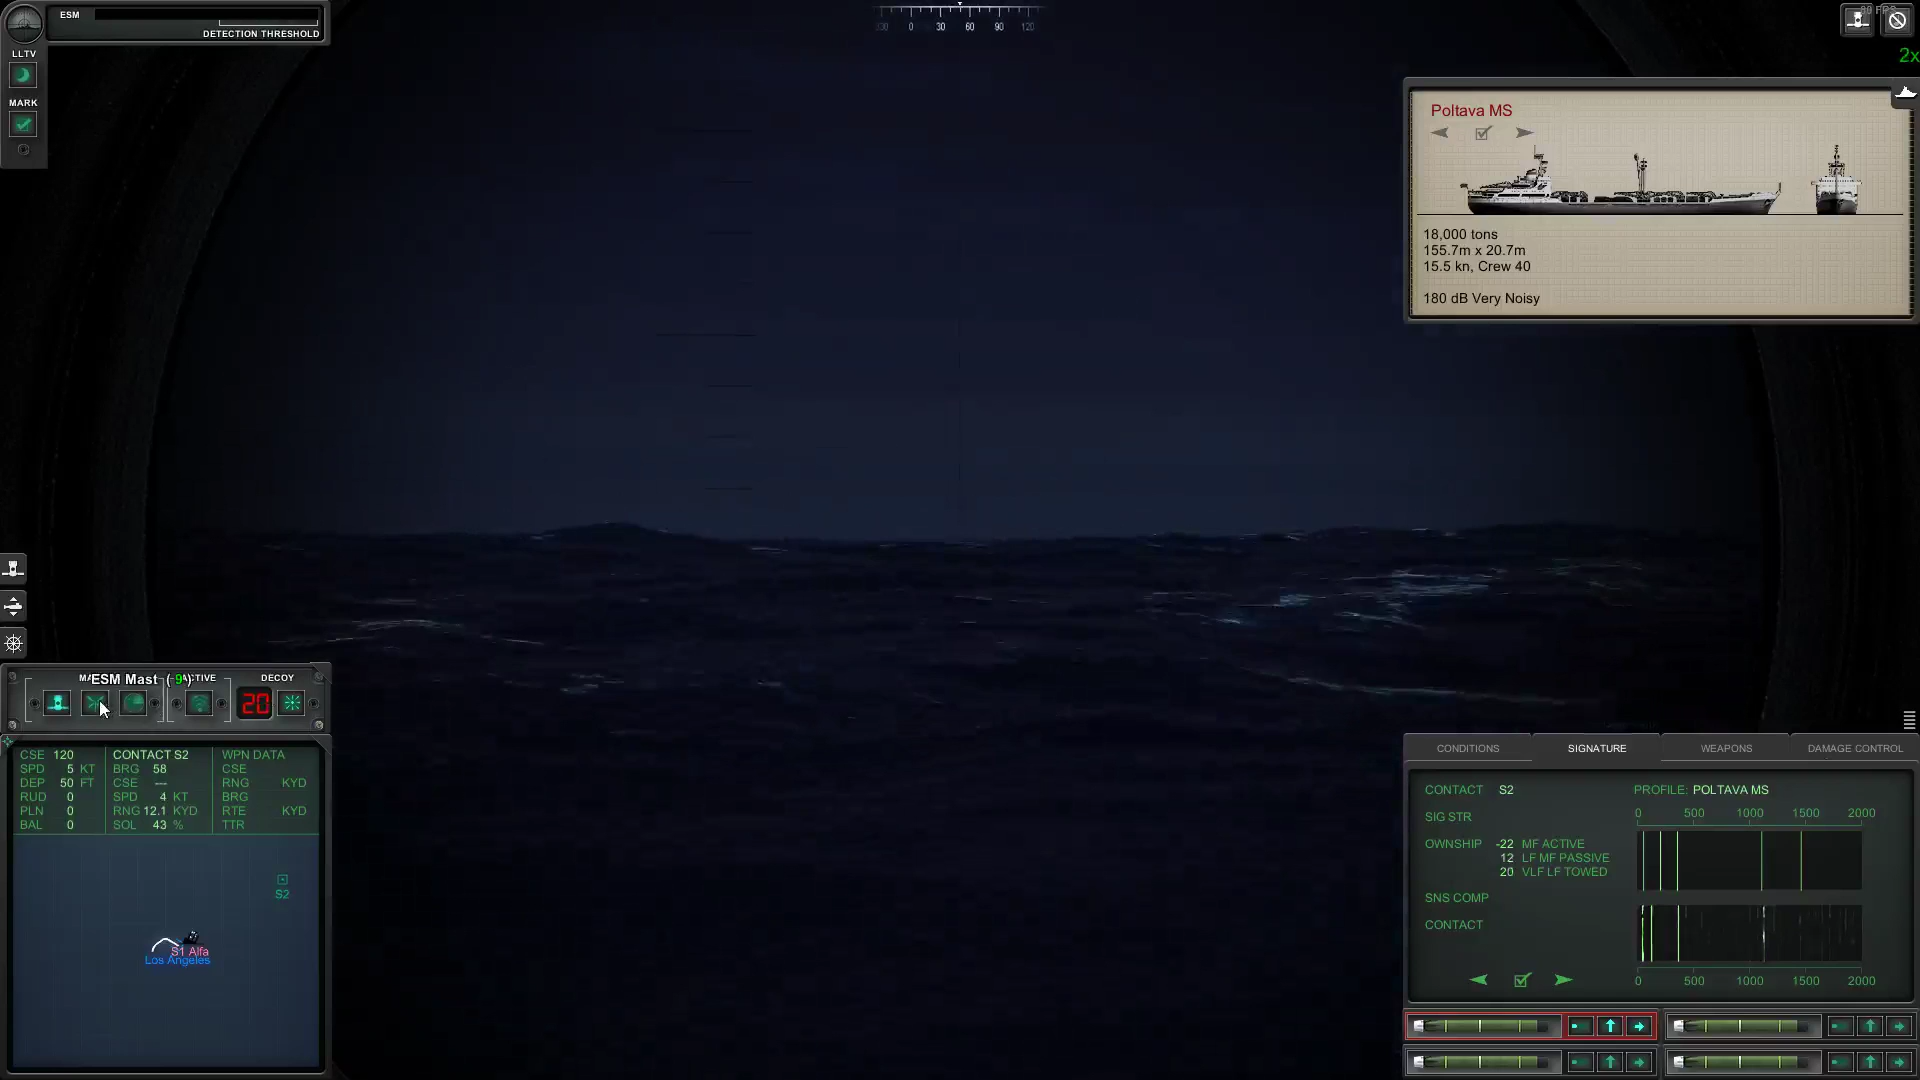 ESM
DETECTION THRESHOLD
LLTV
MARK
0 30 60 90 120
80 FPS
2x
Poltava MS
18,000 tons
155.7m x 20.7m
15.5 kn, Crew 40
180 dB Very Noisy
ESM Mast (9)
DECOY
20
CSE 120
SPD 5 KT
DEP 50 FT
RUD 0
PLN 0
BAL 0
CONTACT S2
BRG 58
CSE ---
SPD 4 KT
RNG 12.1 KYD
SOL 43 %
WPN DATA
CSE
RNG KYD
BRG
RTE KYD
TTR
S2
S1 Alfa
Los Angeles
CONDITIONS
SIGNATURE
WEAPONS
DAMAGE CONTROL
CONTACT S2
PROFILE: POLTAVA MS
SIG STR
0 500 1000 1500 2000
OWNSHIP -22 MF ACTIVE
12 LF MF PASSIVE
20 VLF LF TOWED
SNS COMP
CONTACT
0 500 1000 1500 2000